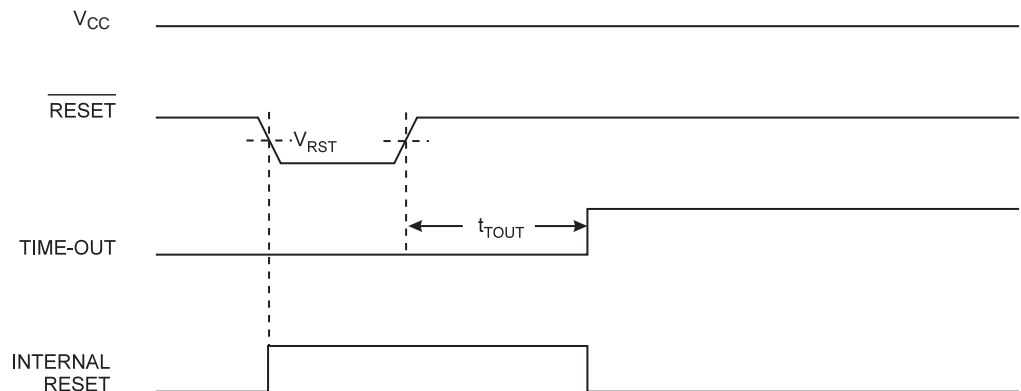 VCC
RESET
VRST
tTOUT
TIME-OUT
INTERNAL
RESET